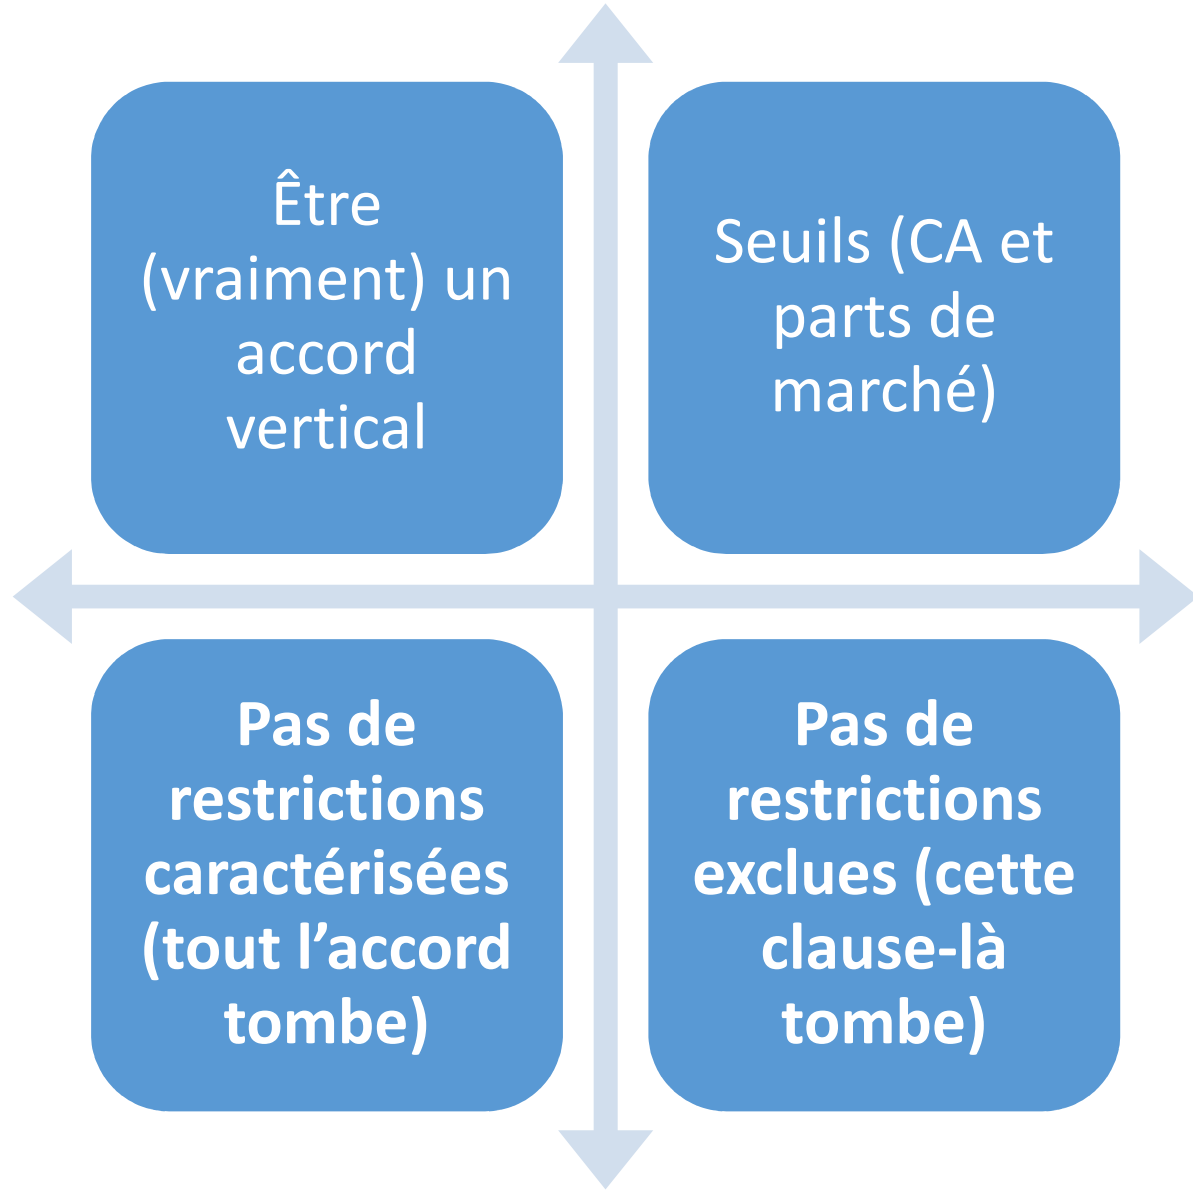 Être
(vraiment) un
accord
vertical
Seuils (CA et
parts de
marché)
Pas de
restrictions
caractérisées
(tout l’accord
tombe)
Pas de
restrictions
exclues (cette
clause-là
tombe)